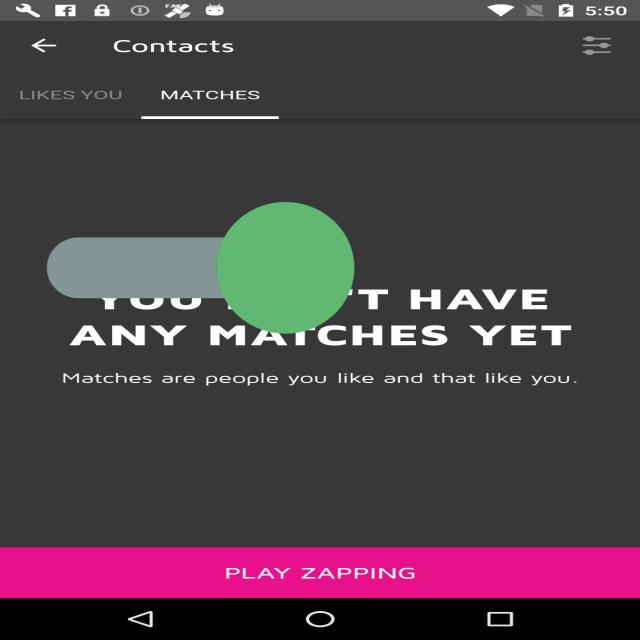 5:50
Contacts
LIKES YOU MATCHES
YOU HAVE
ANY MATCHES YET
Matches are people you like and that like you.
PLAY ZAPPING